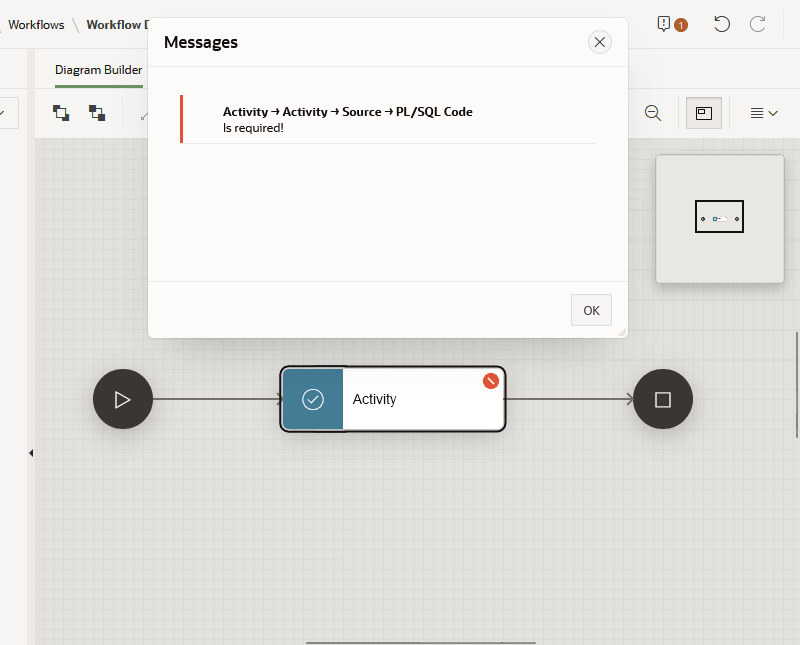 Workflows
Workflow D
1
Messages
Diagram Builder
Activity → Activity → Source → PL/SQL Code
Is required!
OK
Activity